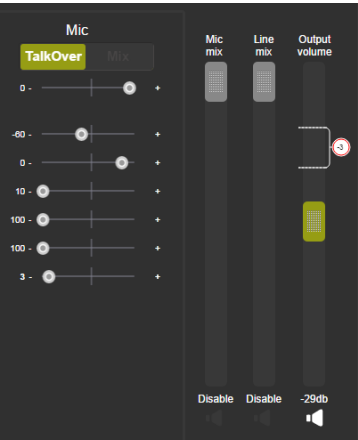 Mic
TalkOver Mix
0 - +
-60 - +
0 - +
10 - +
100 - +
100 - +
3 - +
Mic
mix
Line
mix
Output
volume
-3
Disable Disable -29db